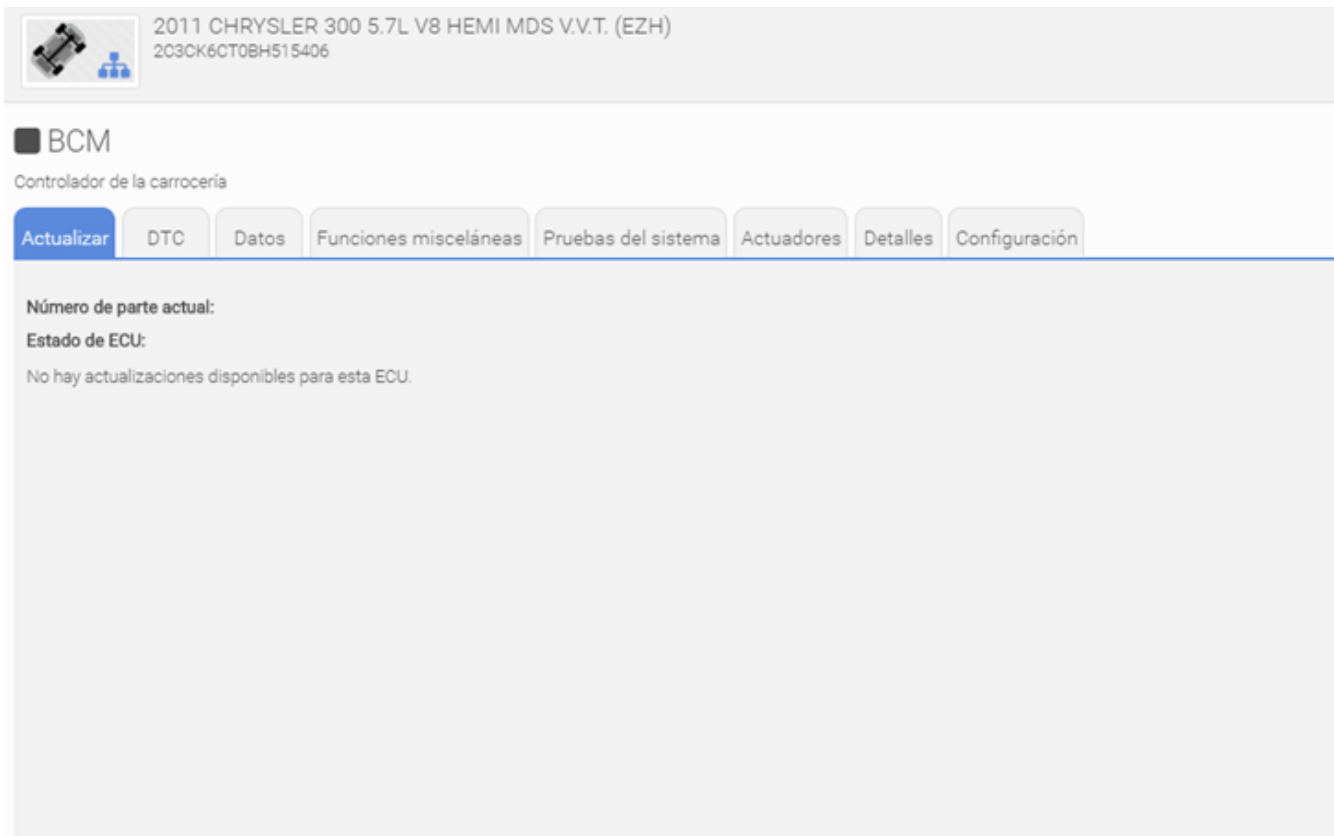 2011 CHRYSLER 300 5.7L V8 HEMI MDS V.V.T. (EZH)
2C3CK6CT0BH515406
BCM
Controlador de la carrocería
Actualizar DTC Datos Funciones misceláneas Pruebas del sistema Actuadores Detalles Configuración
Número de parte actual:
Estado de ECU:
No hay actualizaciones disponibles para esta ECU.